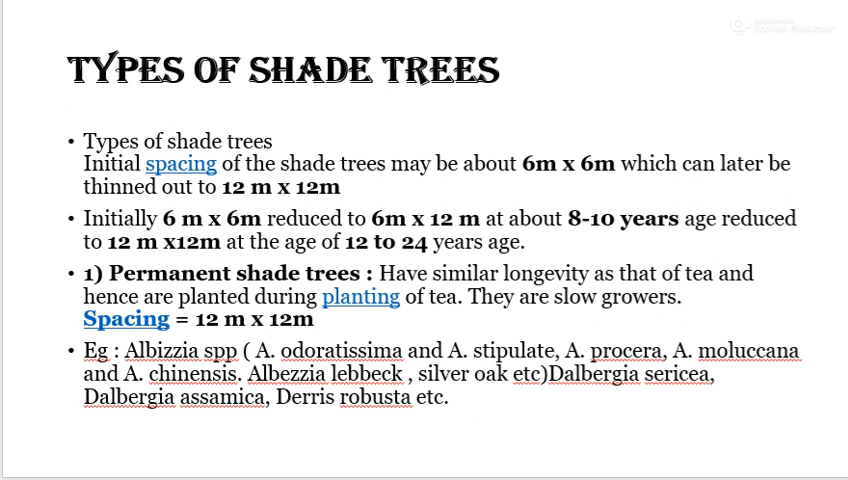 TYPES OF SHADE TREES
• Types of shade trees
Initial spacing of the shade trees may be about 6m x 6m which can later be
thinned out to 12 m x 12m
• Initially 6 m x 6m reduced to 6m x 12 m at about 8-10 years age reduced
to 12 m x12m at the age of 12 to 24 years age.
• 1) Permanent shade trees : Have similar longevity as that of tea and
hence are planted during planting of tea. They are slow growers.
Spacing = 12 m x 12m
• Eg : Albizzia spp ( A. odoratissima and A. stipulate, A. procera, A. moluccana
and A. chinensis. Albezzia lebbeck , silver oak etc)Dalbergia sericea,
Dalbergia assamica, Derris robusta etc.
Screen Recorder